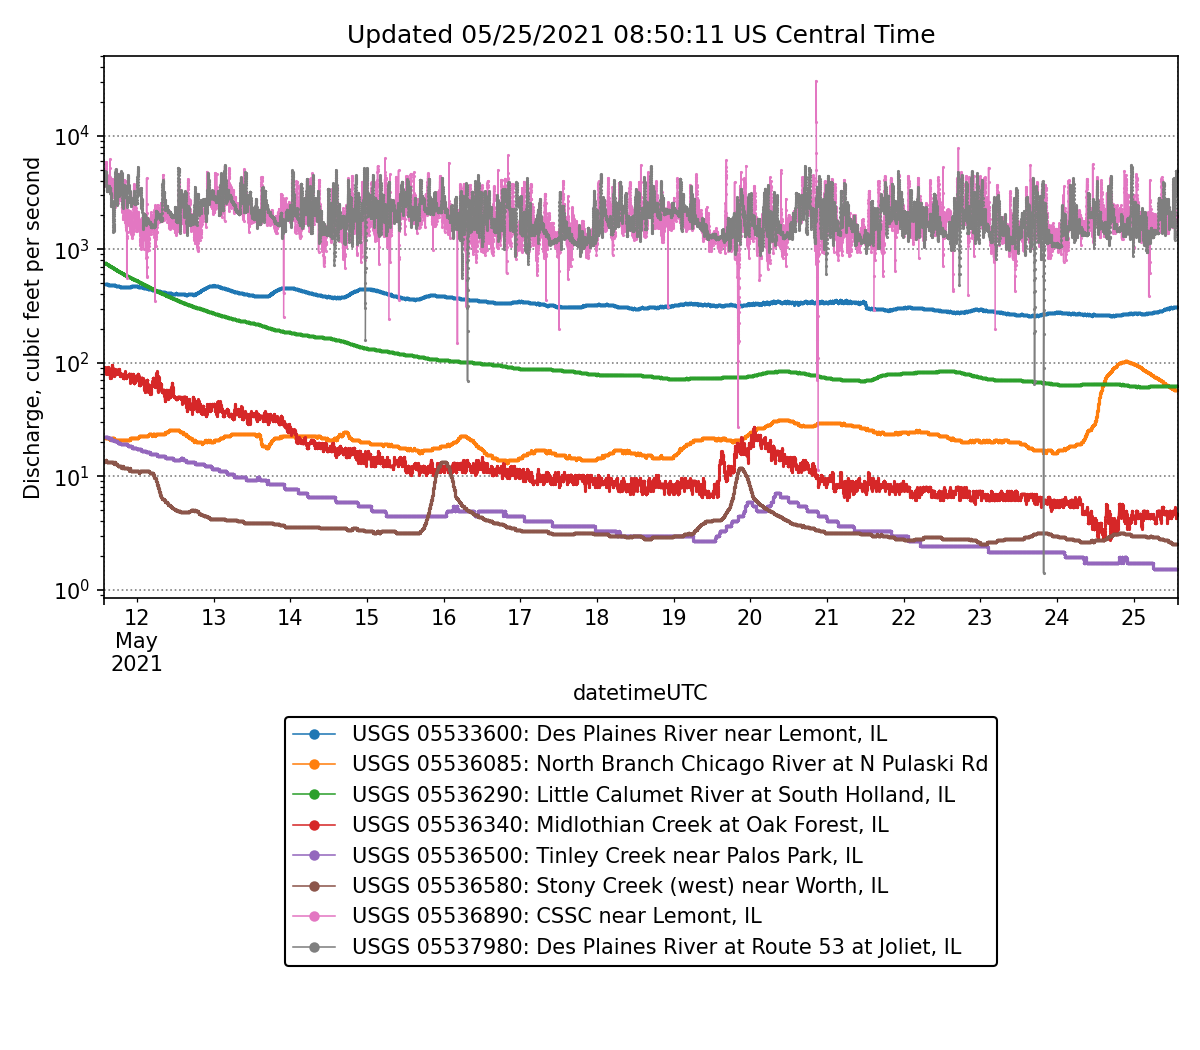 Updated 05/25/2021 08:50:11 US Central Time
Discharge, cubic feet per second
10^4
10^3
10^2
10^1
10^0
12 13 14 15 16 17 18 19 20 21 22 23 24 25
May
2021
datetimeUTC
USGS 05533600: Des Plaines River near Lemont, IL
USGS 05536085: North Branch Chicago River at N Pulaski Rd
USGS 05536290: Little Calumet River at South Holland, IL
USGS 05536340: Midlothian Creek at Oak Forest, IL
USGS 05536500: Tinley Creek near Palos Park, IL
USGS 05536580: Stony Creek (west) near Worth, IL
USGS 05536890: CSSC near Lemont, IL
USGS 05537980: Des Plaines River at Route 53 at Joliet, IL